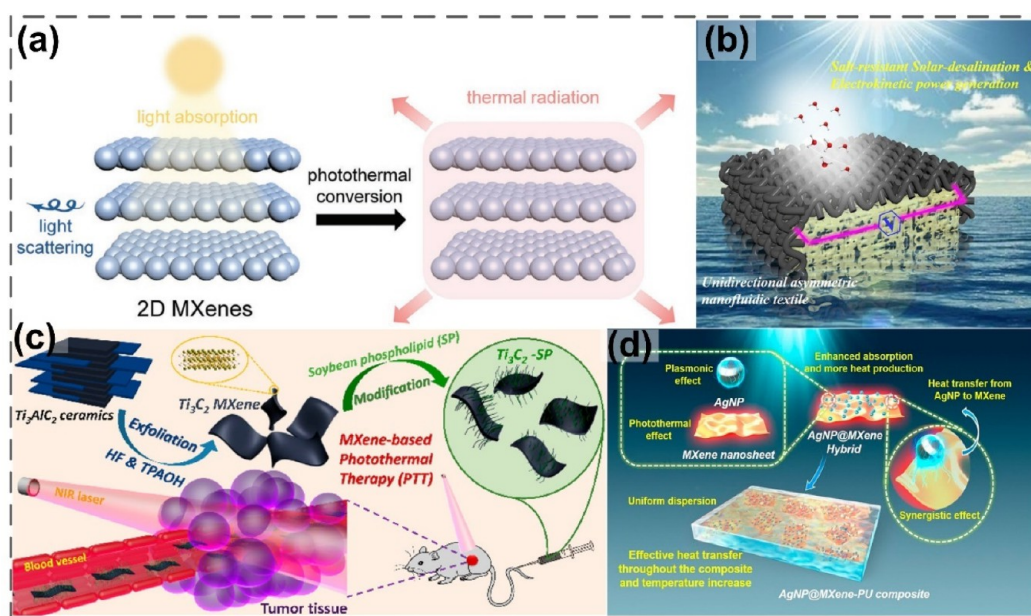 (a)
light absorption
light
scattering
2D MXenes
photothermal
conversion
thermal radiation
(b)
Salt-resistant Solar-desalination &
Electrokinetic power generation
V
Unidirectional asymmetric
nanofluidic textile
(c)
Ti₃AlC₂ ceramics
Exfoliation
HF & TPAOH
Ti₃C₂ MXene
Soybean phospholipid (SP)
Modification
Ti₃C₂ -SP
MXene-based
Photothermal
Therapy (PTT)
NIR laser
Blood vessel
Tumor tissue
(d)
Plasmonic
effect
AgNP
Photothermal
effect
MXene nanosheet
Enhanced absorption
and more heat production
AgNP@MXene
Hybrid
Heat transfer from
AgNP to MXene
Synergistic effect
Uniform dispersion
Effective heat transfer
throughout the composite
and temperature increase
AgNP@MXene-PU composite